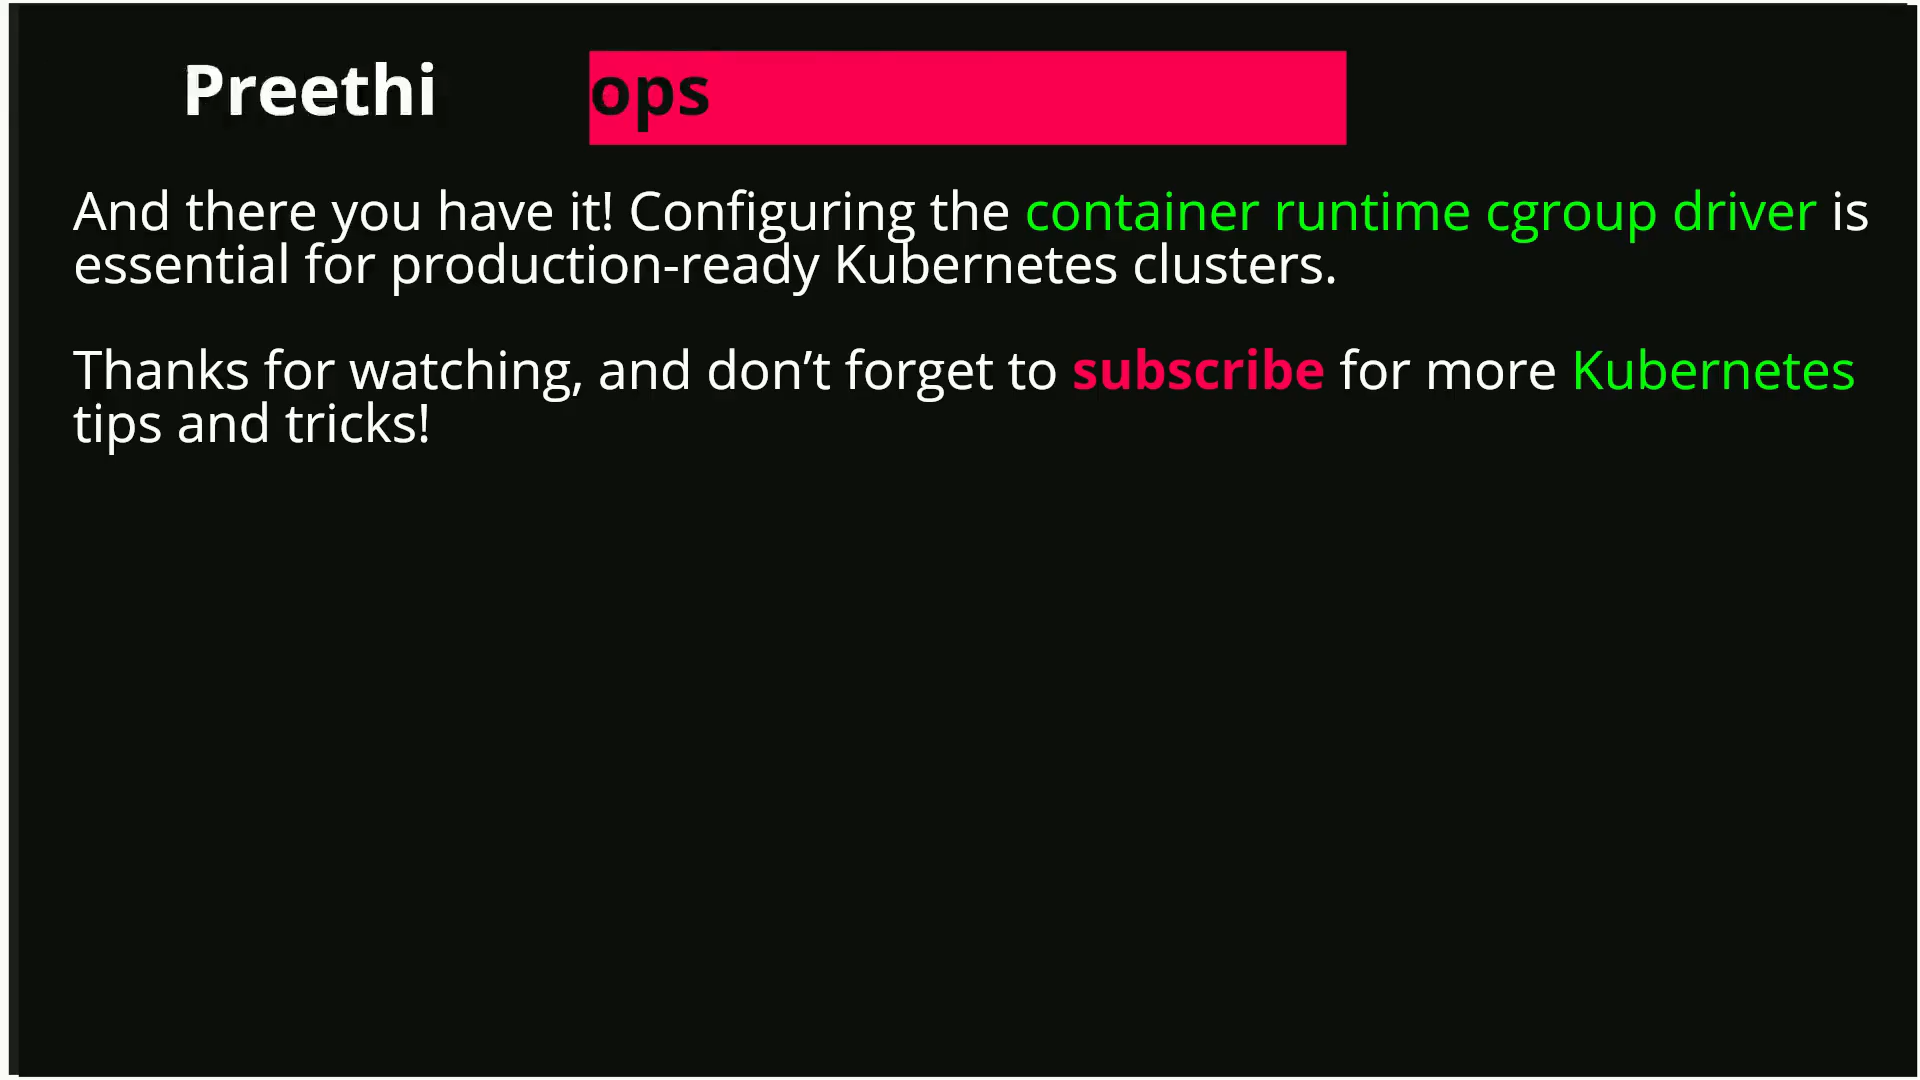 Preethi ops
And there you have it! Configuring the container runtime cgroup driver is
essential for production-ready Kubernetes clusters.
Thanks for watching, and don’t forget to subscribe for more Kubernetes
tips and tricks!